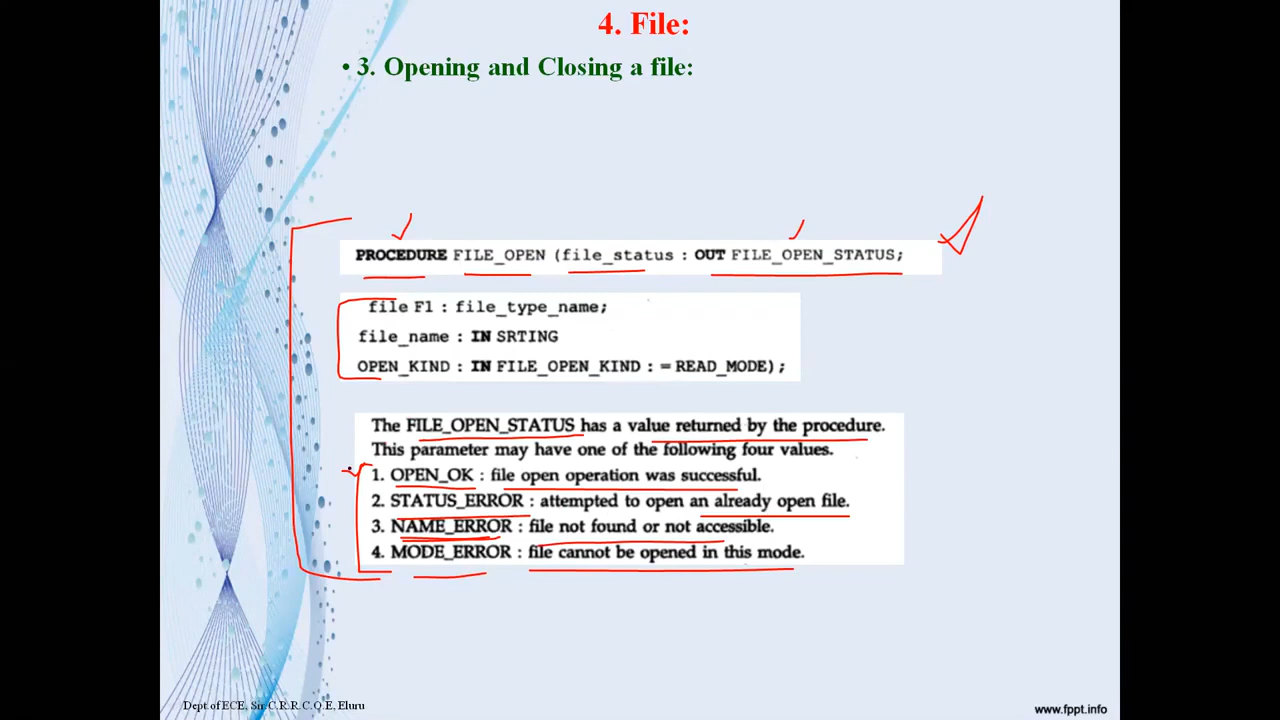 4. File:
• 3. Opening and Closing a file:
PROCEDURE FILE_OPEN (file_status : OUT FILE_OPEN_STATUS;
file F1 : file_type_name;
file_name : IN SRTING
OPEN_KIND : IN FILE_OPEN_KIND : = READ_MODE);
The FILE_OPEN_STATUS has a value returned by the procedure.
This parameter may have one of the following four values.
1. OPEN_OK : file open operation was successful.
2. STATUS_ERROR : attempted to open an already open file.
3. NAME_ERROR : file not found or not accessible.
4. MODE_ERROR : file cannot be opened in this mode.
Dept of ECE, Sir.C.R.R.C.O.E, Eluru
www.fppt.info